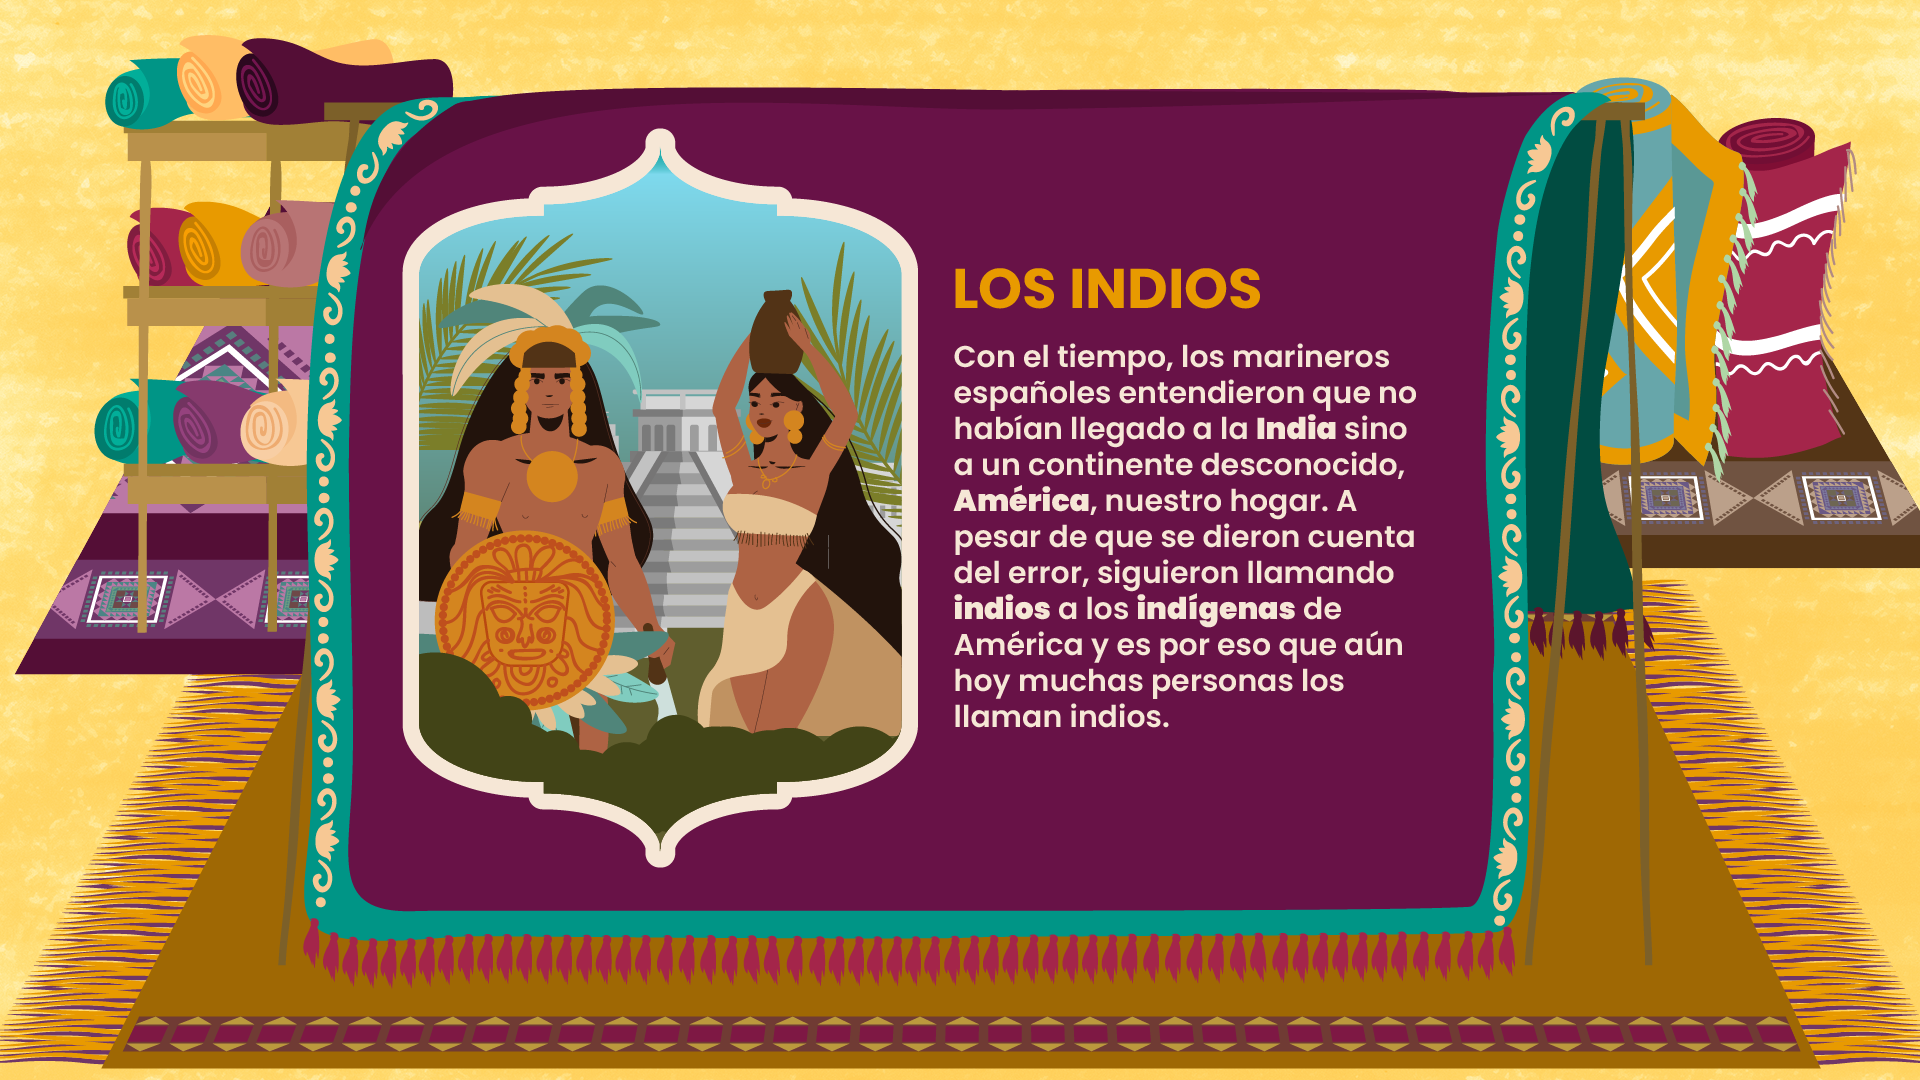 LOS INDIOS
Con el tiempo, los marineros
españoles entendieron que no
habían llegado a la India sino
a un continente desconocido,
América, nuestro hogar. A
pesar de que se dieron cuenta
del error, siguieron llamando
indios a los indígenas de
América y es por eso que aún
hoy muchas personas los
llaman indios.